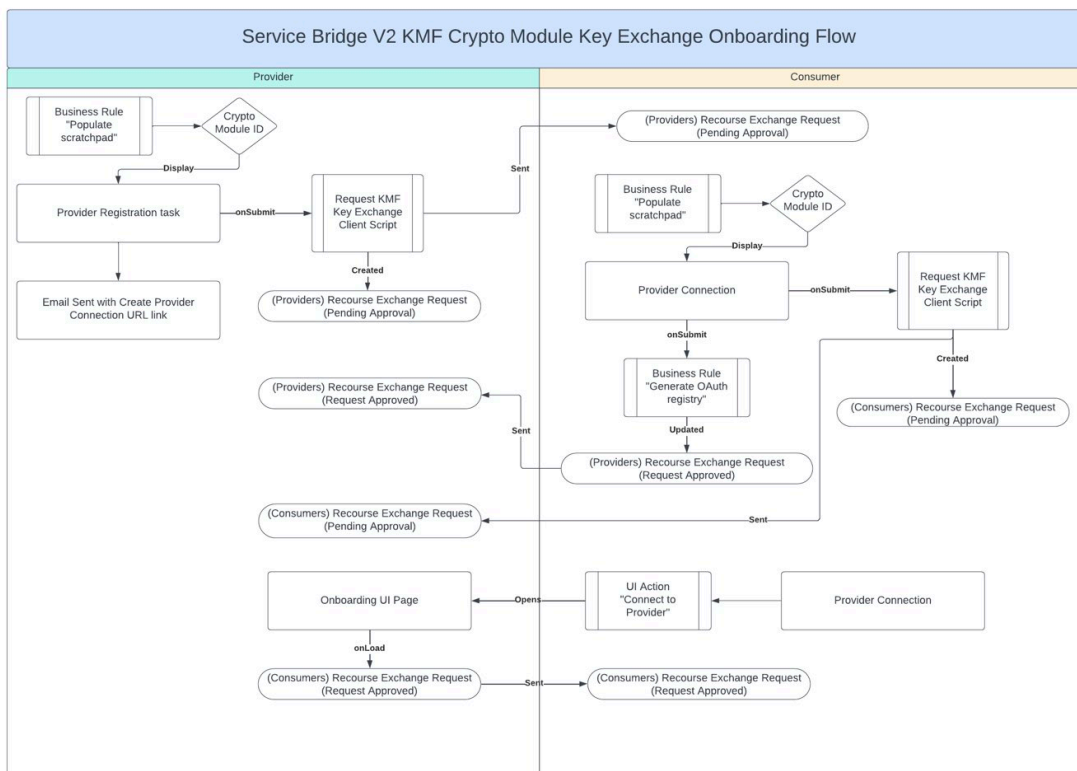 Service Bridge V2 KMF Crypto Module Key Exchange Onboarding Flow
Provider
Consumer
Business Rule
"Populate
scratchpad"
Crypto
Module ID
Display
Provider Registration task
onSubmit
Request KMF
Key Exchange
Client Script
Sent
(Providers) Recourse Exchange Request
(Pending Approval)
Created
(Providers) Recourse Exchange Request
(Pending Approval)
Email Sent with Create Provider
Connection URL link
Business Rule
"Populate
scratchpad"
Crypto
Module ID
Display
Provider Connection
onSubmit
Request KMF
Key Exchange
Client Script
Created
(Consumers) Recourse Exchange Request
(Pending Approval)
onSubmit
Business Rule
"Generate OAuth
registry"
Updated
(Providers) Recourse Exchange Request
(Request Approved)
Sent
(Providers) Recourse Exchange Request
(Request Approved)
Sent
(Consumers) Recourse Exchange Request
(Pending Approval)
Provider Connection
UI Action
"Connect to
Provider"
Opens
Onboarding UI Page
onLoad
(Consumers) Recourse Exchange Request
(Request Approved)
Sent
(Consumers) Recourse Exchange Request
(Request Approved)